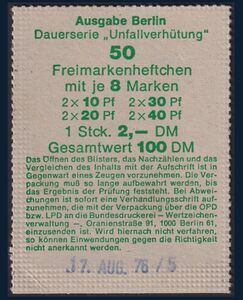 Ausgabe Berlin
Dauerserie „Unfallverhütung"
50
Freimarkenheftchen
mit je 8 Marken
2×10 Pf 2×30 Pf
2×20 Pf 2×40 Pf
1 Stck. 2,— DM
Gesamtwert 100 DM
Das Öffnen des Blisters, das Nachzählen und das
Vergleichen des Inhalts mit der Aufschrift ist in
Gegenwart eines Zeugen vorzunehmen. Die Ver-
packung muß so lange aufbewahrt werden, bis
das Ergebnis der Prüfung feststeht. Bei Abwei-
chungen ist sofort eine Verhandlungsschrift aufzu-
nehmen, die mit der Verpackung über die OPD
bzw. LPD an die Bundesdruckerei – Wertzeichen-
verwaltung –, Oranienstraße 91, 1000 Berlin 61,
einzusenden ist. Wird hiernach nicht verfahren,
so können Einwendungen gegen die Richtigkeit
nicht anerkannt werden.
17. AUG. 76 / 5